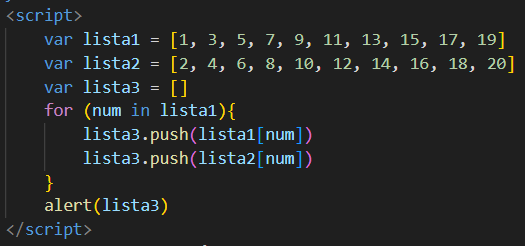 <script>
var lista1 = [1, 3, 5, 7, 9, 11, 13, 15, 17, 19]
var lista2 = [2, 4, 6, 8, 10, 12, 14, 16, 18, 20]
var lista3 = []
for (num in lista1){
lista3.push(lista1[num])
lista3.push(lista2[num])
}
alert(lista3)
</script>